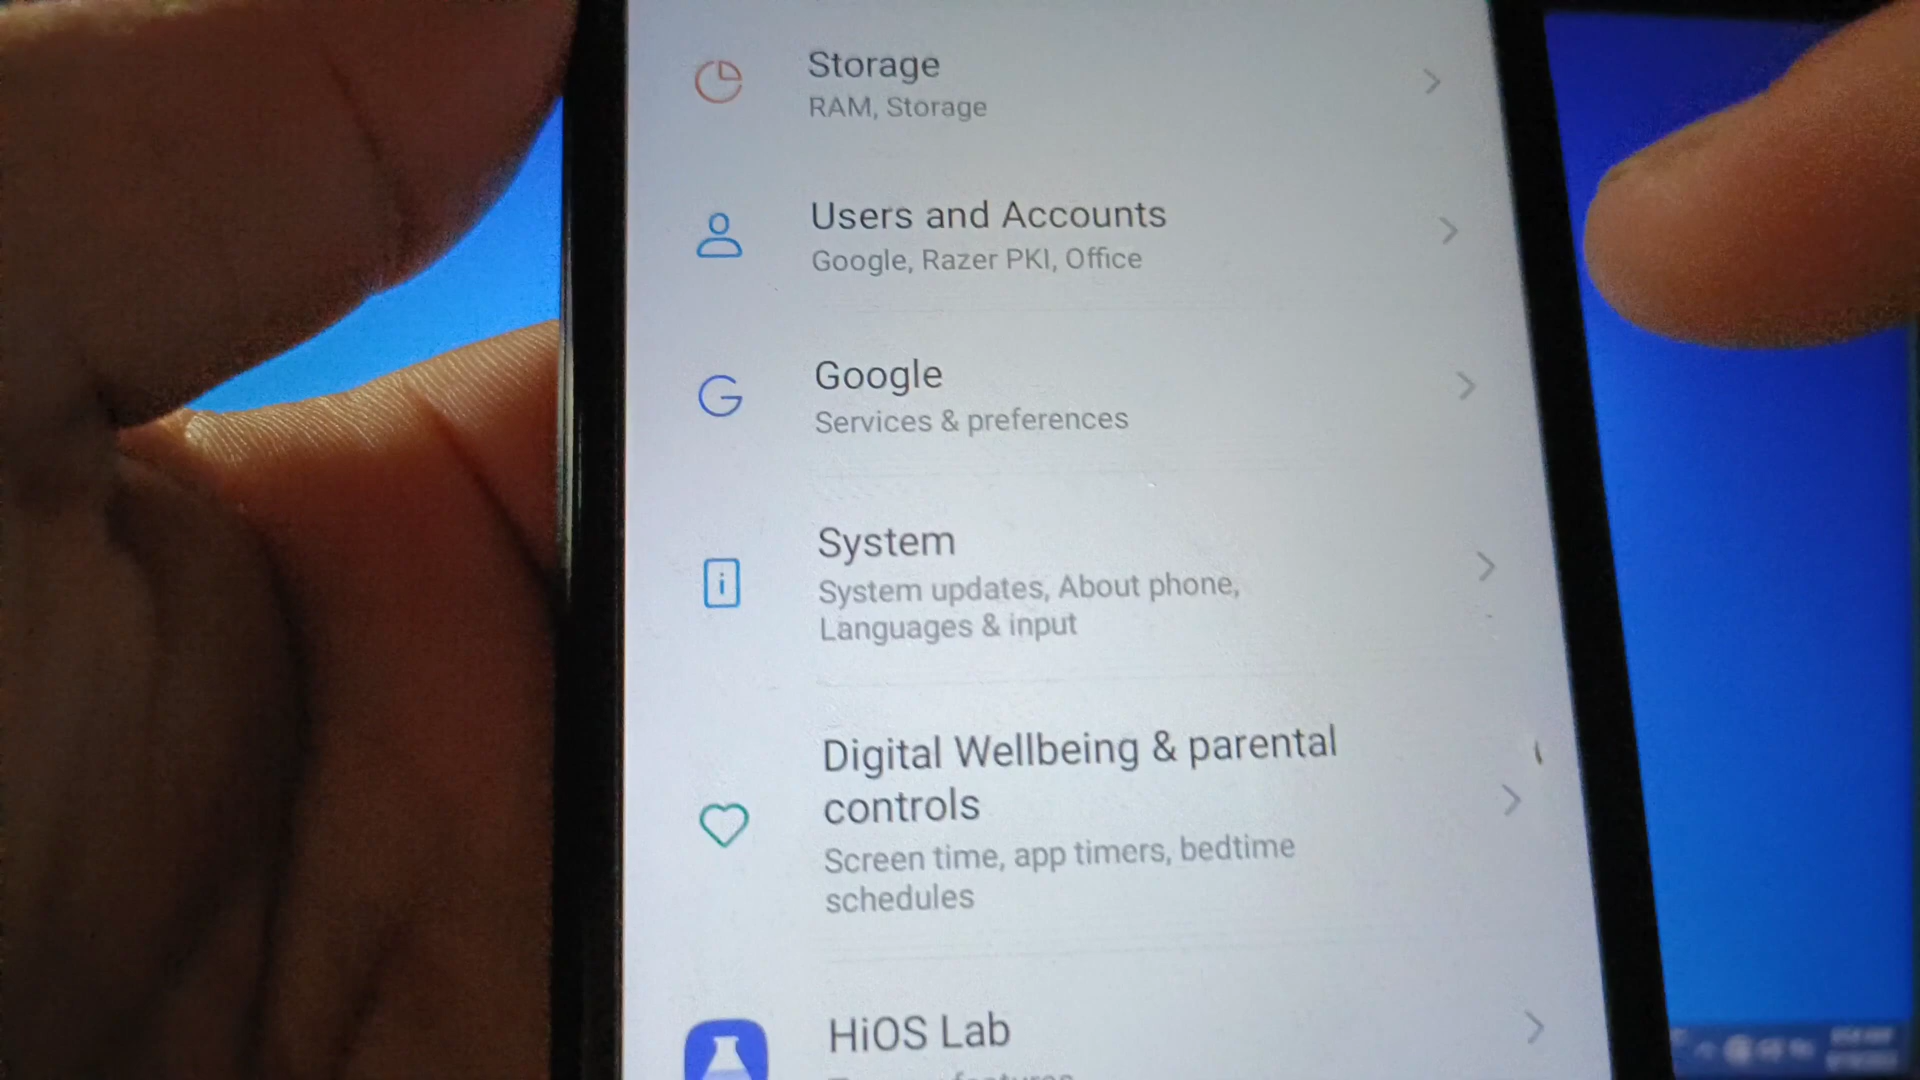 Storage
RAM, Storage
Users and Accounts
Google, Razer PKI, Office
Google
Services & preferences
System
System updates, About phone,
Languages & input
Digital Wellbeing & parental
controls
Screen time, app timers, bedtime
schedules
HiOS Lab
features